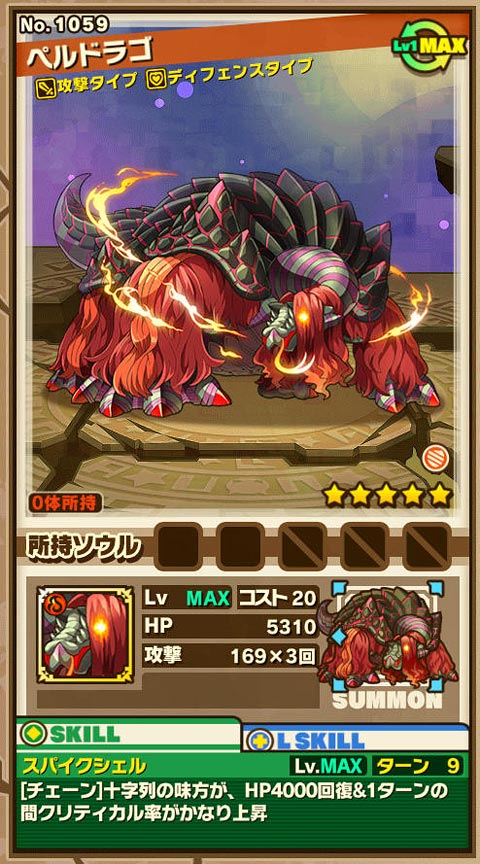 No.1059
ペルドラゴ
Lv1 MAX
攻撃タイプ ディフェンスタイプ
0体所持
所持ソウル
Lv MAX コスト 20
HP 5310
攻撃 169×3回
SUMMON
SKILL
L SKILL
スパイクシェル Lv.MAX ターン 9
[チェーン]十字列の味方が、HP4000回復&1ターンの
間クリティカル率がかなり上昇